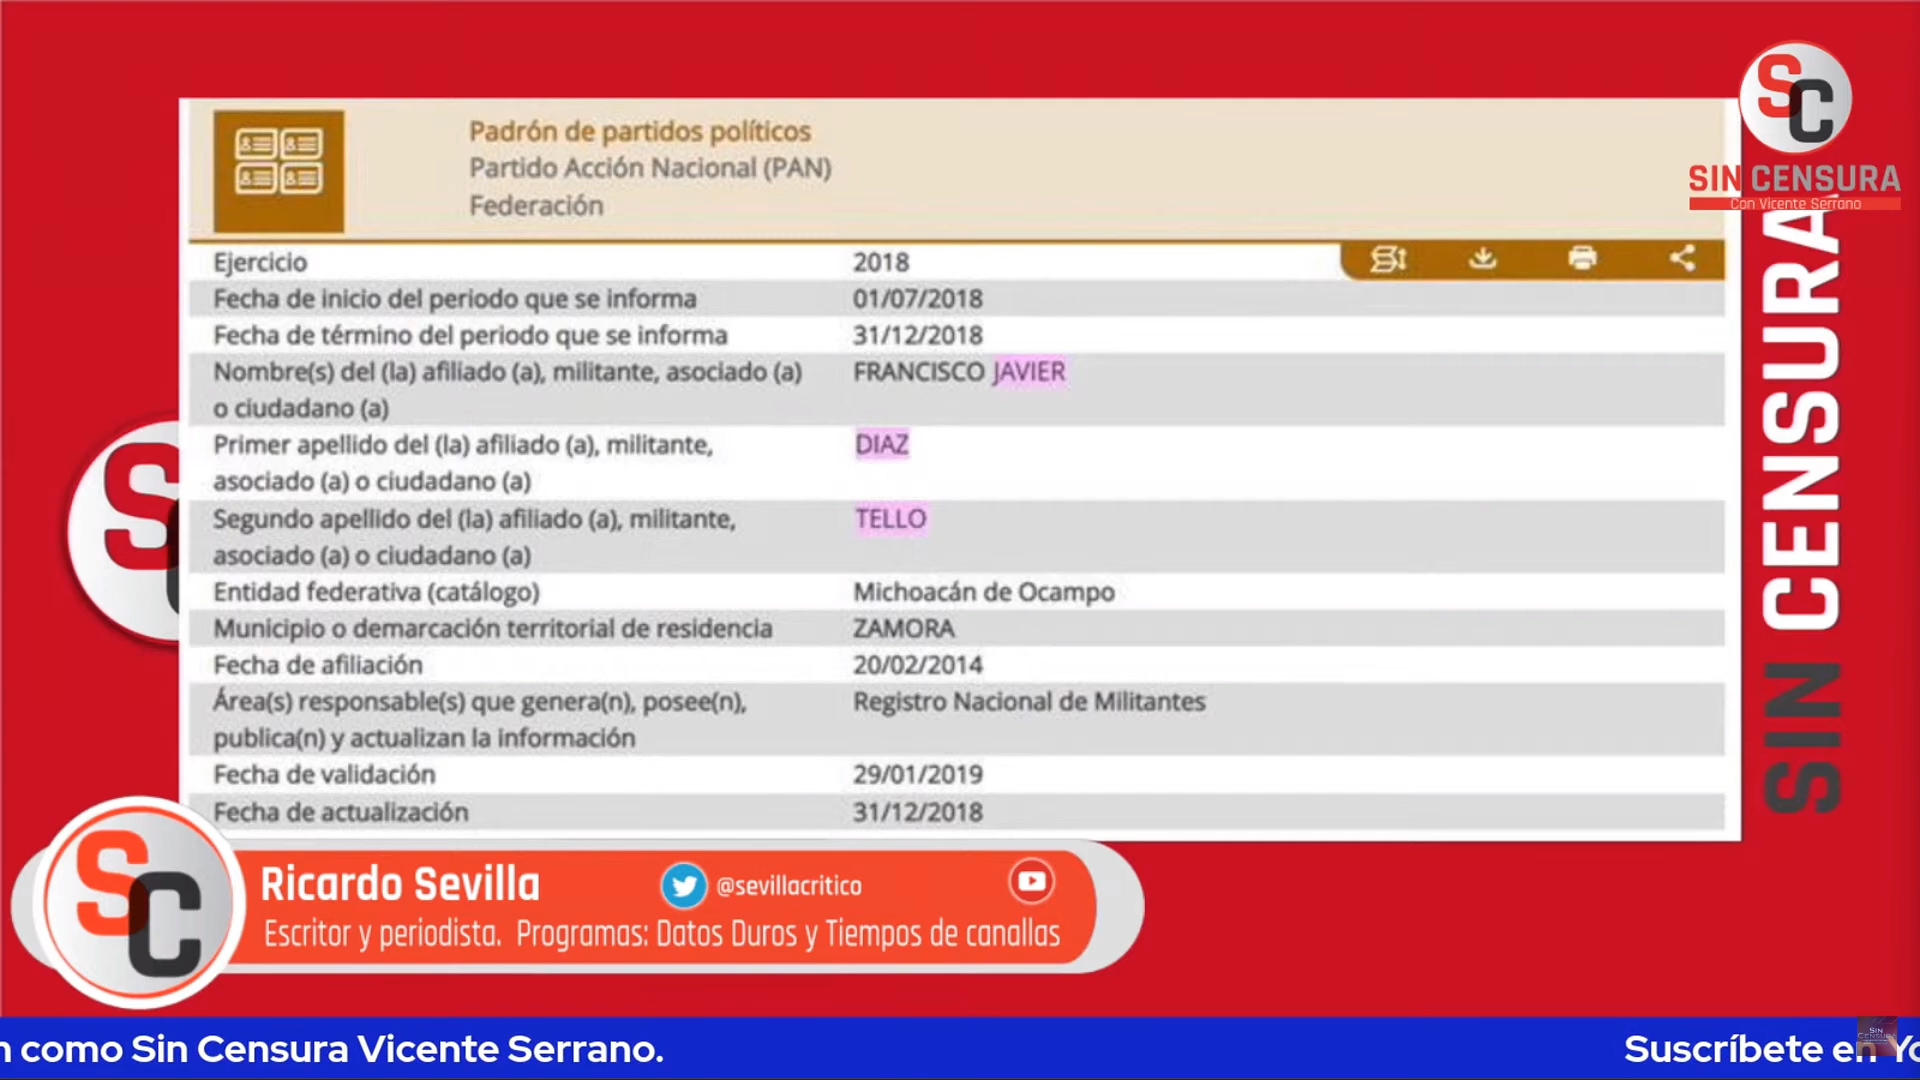 Padrón de partidos políticos
Partido Acción Nacional (PAN)
Federación
SC
SIN CENSURA
Con Vicente Serrano
Ejercicio 2018
Fecha de inicio del periodo que se informa 01/07/2018
Fecha de término del periodo que se informa 31/12/2018
Nombre(s) del (la) afiliado (a), militante, asociado (a) FRANCISCO JAVIER
o ciudadano (a)
Primer apellido del (la) afiliado (a), militante, DIAZ
asociado (a) o ciudadano (a)
Segundo apellido del (la) afiliado (a), militante, TELLO
asociado (a) o ciudadano (a)
Entidad federativa (catálogo) Michoacán de Ocampo
Municipio o demarcación territorial de residencia ZAMORA
Fecha de afiliación 20/02/2014
Área(s) responsable(s) que genera(n), posee(n), Registro Nacional de Militantes
publica(n) y actualizan la información
Fecha de validación 29/01/2019
Fecha de actualización 31/12/2018
SIN CENSURA
SC
Ricardo Sevilla @sevillacritico
Escritor y periodista. Programas: Datos Duros y Tiempos de canallas
como Sin Censura Vicente Serrano. Suscríbete en